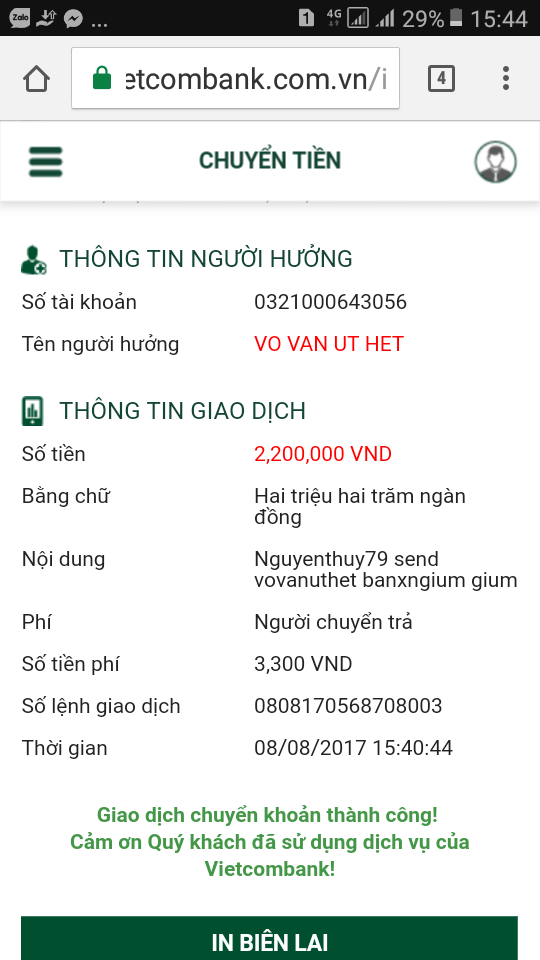 Zalo
...
1
4G
29%
15:44
etcombank.com.vn/i
4
CHUYỂN TIỀN
THÔNG TIN NGƯỜI HƯỞNG
Số tài khoản 0321000643056
Tên người hưởng VO VAN UT HET
THÔNG TIN GIAO DỊCH
Số tiền 2,200,000 VND
Bằng chữ Hai triệu hai trăm ngàn
đồng
Nội dung Nguyenthuy79 send
vovanuthet banxngium gium
Phí Người chuyển trả
Số tiền phí 3,300 VND
Số lệnh giao dịch 0808170568708003
Thời gian 08/08/2017 15:40:44
Giao dịch chuyển khoản thành công!
Cảm ơn Quý khách đã sử dụng dịch vụ của
Vietcombank!
IN BIÊN LAI